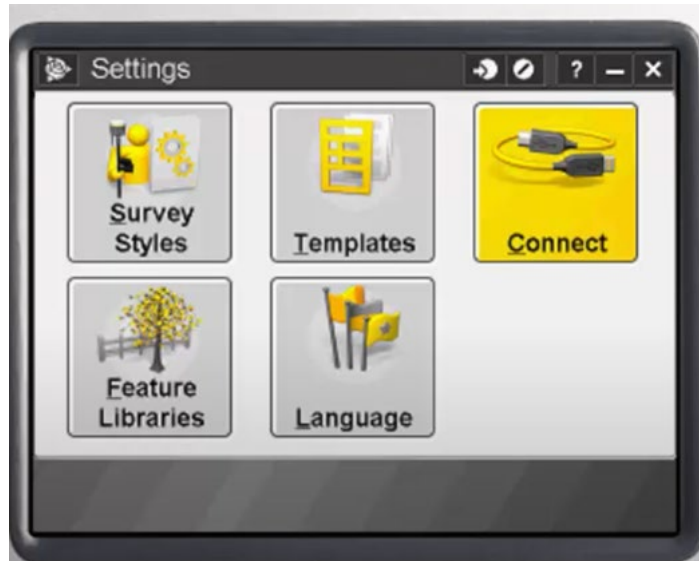 Settings
?
Survey
Styles
Templates
Connect
Feature
Libraries
Language